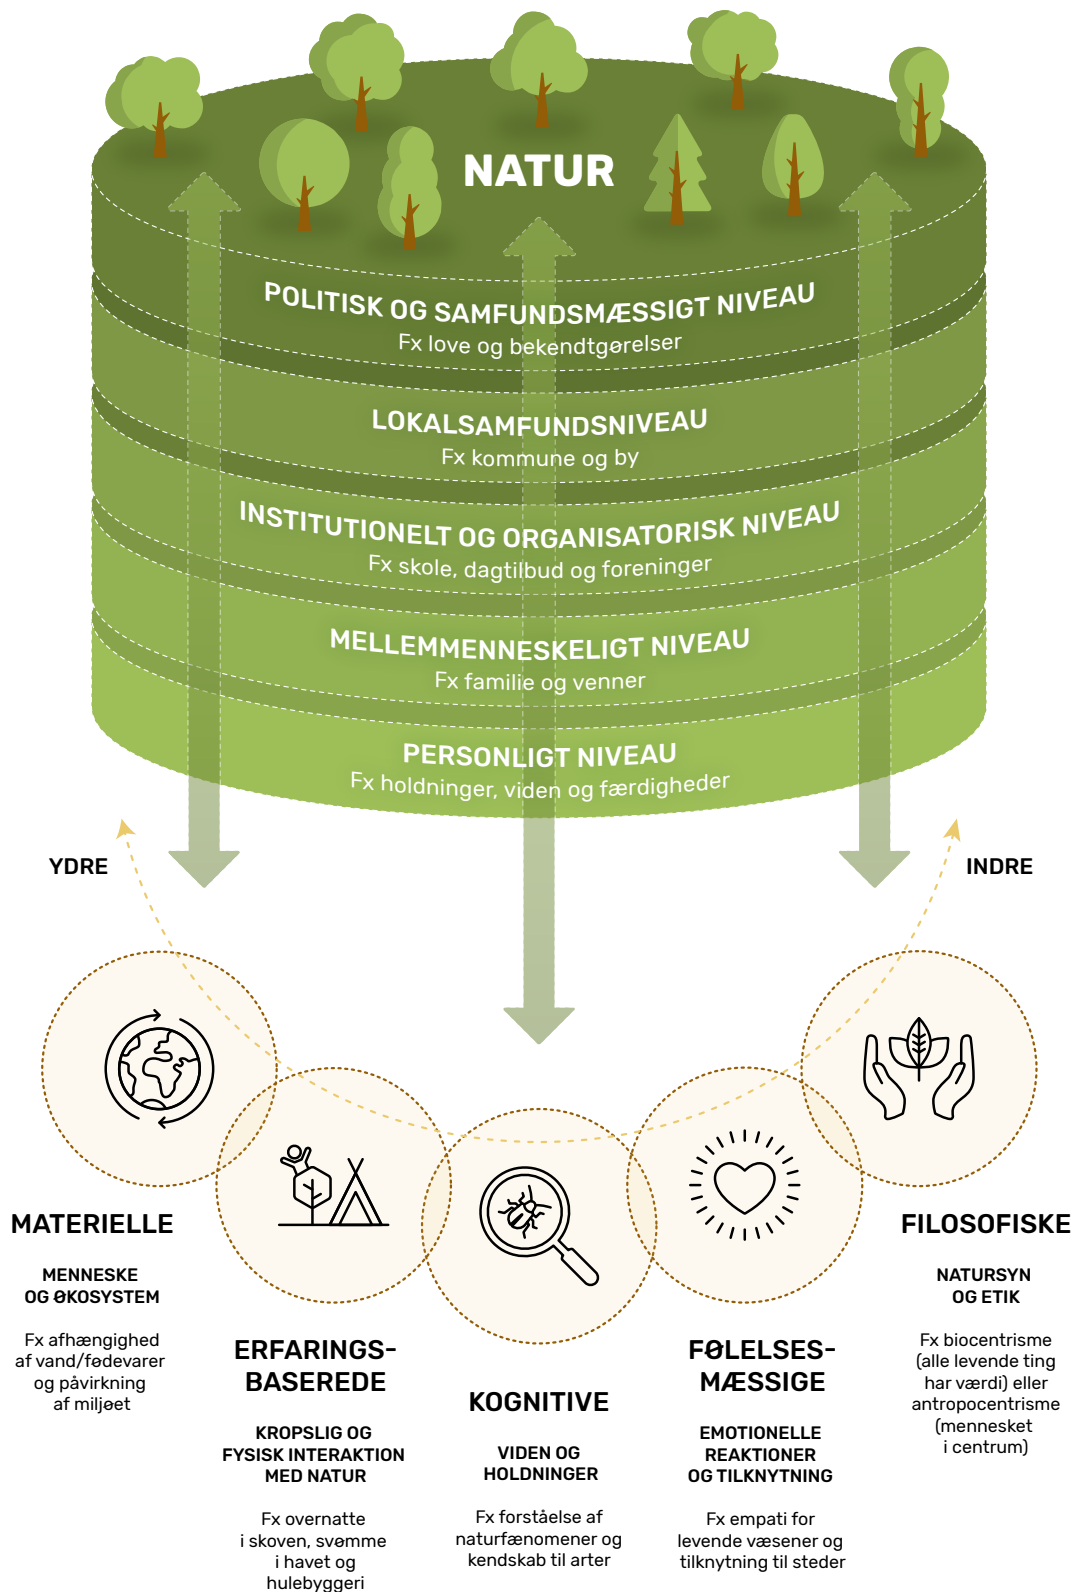 NATUR
POLITISK OG SAMFUNDSMÆSSIGT NIVEAU
Fx love og bekendtgørelser
LOKALSAMFUNDSNIVEAU
Fx kommune og by
INSTITUTIONELT OG ORGANISATORISK NIVEAU
Fx skole, dagtilbud og foreninger
MELLEMMENNESKELIGT NIVEAU
Fx familie og venner
PERSONLIGT NIVEAU
Fx holdninger, viden og færdigheder
YDRE
INDRE
MATERIELLE
MENNESKE
OG ØKOSYSTEM
Fx afhængighed
af vand/fødevarer
og påvirkning
af miljøet
ERFARINGS-
BASEREDE
KROPSLIG OG
FYSISK INTERAKTION
MED NATUR
Fx overnatte
i skoven, svømme
i havet og
hulebyggeri
KOGNITIVE
VIDEN OG
HOLDNINGER
Fx forståelse af
naturfænomener og
kendskab til arter
FØLELSES-
MÆSSIGE
EMOTIONELLE
REAKTIONER
OG TILKNYTNING
Fx empati for
levende væsener og
tilknytning til steder
FILOSOFISKE
NATURSYN
OG ETIK
Fx biocentrisme
(alle levende ting
har værdi) eller
antropocentrisme
(mennesket
i centrum)